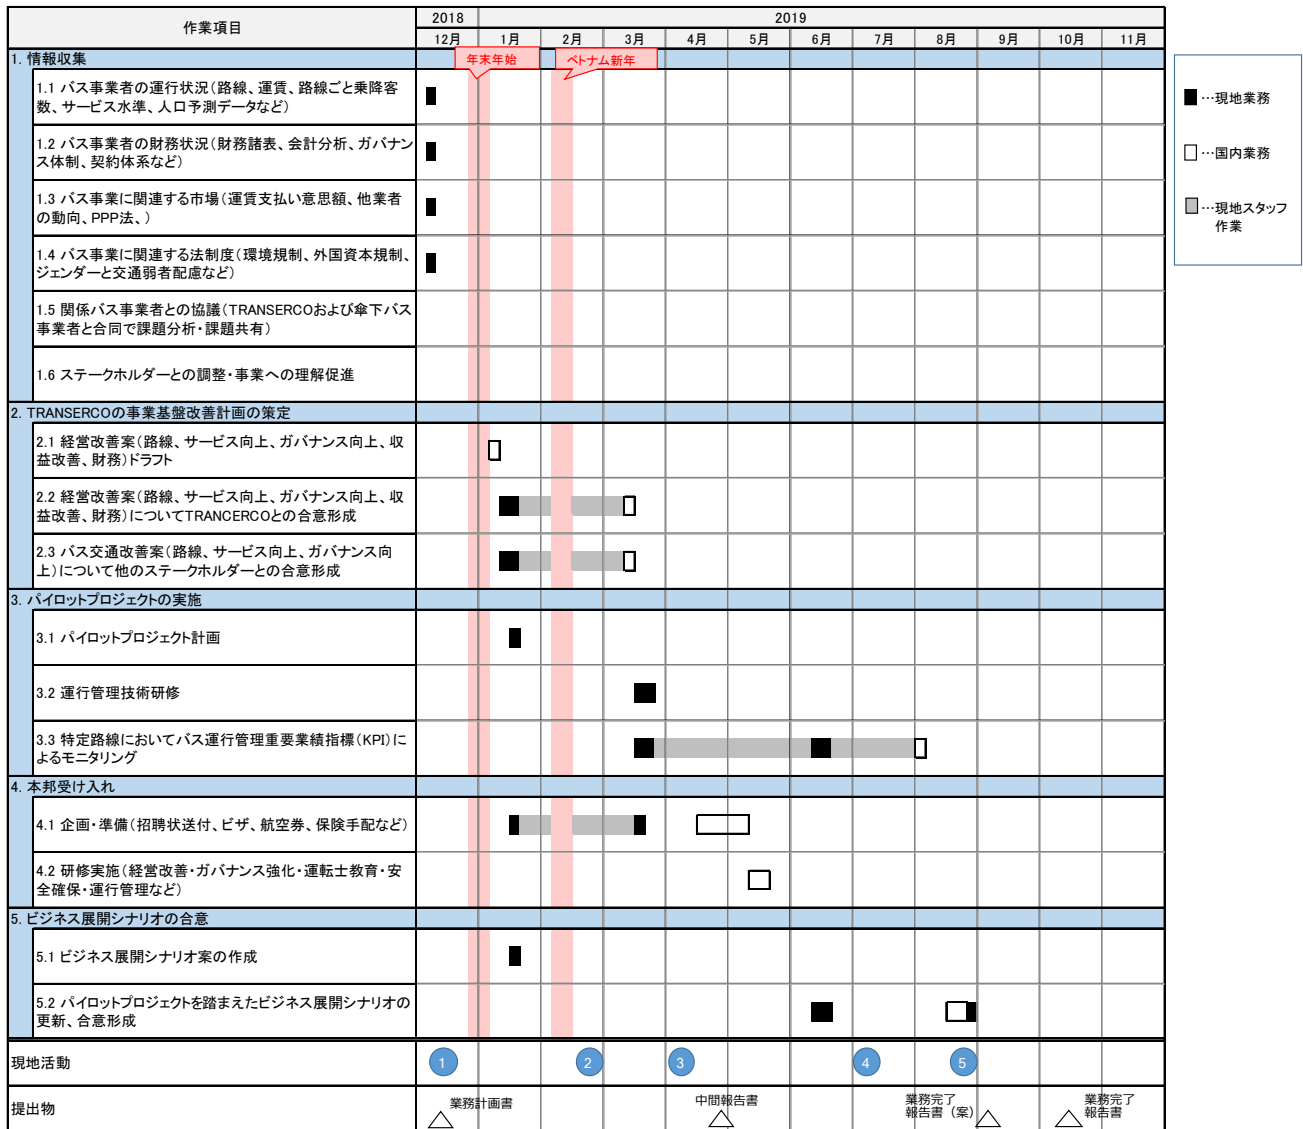 作業項目
2018
2019
12月
1月
2月
3月
4月
5月
6月
7月
8月
9月
10月
11月
1. 情報収集
年末年始
ベトナム新年
1.1 バス事業者の運行状況（路線、運賃、路線ごと乗降客
数、サービス水準、人口予測データなど）
1.2 バス事業者の財務状況（財務諸表、会計分析、ガバナン
ス体制、契約体系など）
1.3 バス事業に関連する市場（運賃支払い意思額、他業者
の動向、PPP法、）
1.4 バス事業に関連する法制度（環境規制、外国資本規制、
ジェンダーと交通弱者配慮など）
1.5 関係バス事業者との協議（TRANSERCOおよび傘下バス
事業者と合同で課題分析・課題共有）
1.6 ステークホルダーとの調整・事業への理解促進
2. TRANSERCOの事業基盤改善計画の策定
2.1 経営改善案（路線、サービス向上、ガバナンス向上、収
益改善、財務）ドラフト
2.2 経営改善案（路線、サービス向上、ガバナンス向上、収
益改善、財務）についてTRANCERCOとの合意形成
2.3 バス交通改善案（路線、サービス向上、ガバナンス向
上）について他のステークホルダーとの合意形成
3. パイロットプロジェクトの実施
3.1 パイロットプロジェクト計画
3.2 運行管理技術研修
3.3 特定路線においてバス運行管理重要業績指標（KPI）に
よるモニタリング
4. 本邦受け入れ
4.1 企画・準備（招聘状送付、ビザ、航空券、保険手配など）
4.2 研修実施（経営改善・ガバナンス強化・運転士教育・安
全確保・運行管理など）
5. ビジネス展開シナリオの合意
5.1 ビジネス展開シナリオ案の作成
5.2 パイロットプロジェクトを踏まえたビジネス展開シナリオの
更新、合意形成
現地活動
1
2
3
4
5
提出物
業務計画書
中間報告書
業務完了
報告書（案）
業務完了
報告書
…現地業務
…国内業務
…現地スタッフ
作業